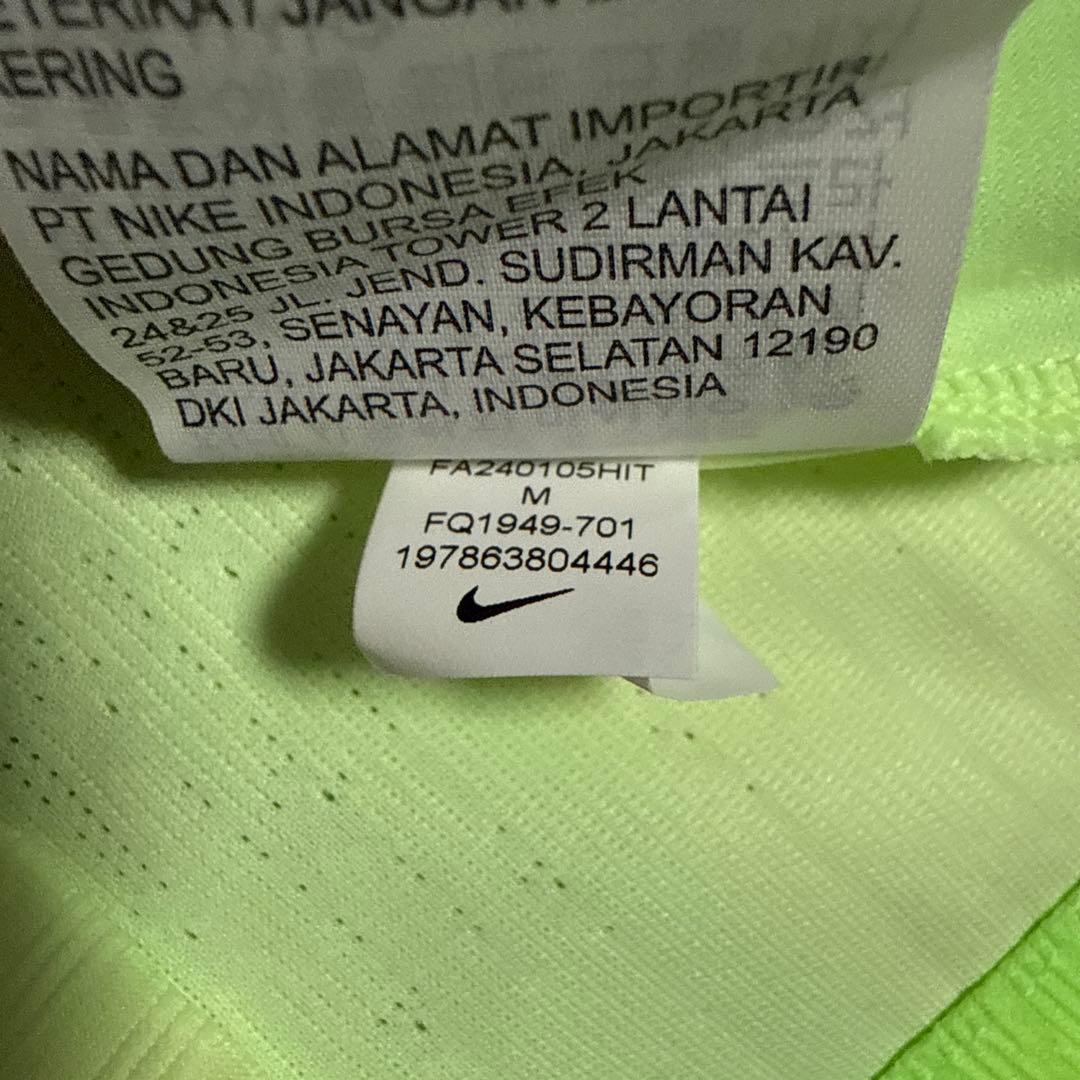 JANGAN
NAMA DAN ALAMAT IMPORTIR:
PT NIKE INDONESIA, JAKARTA
GEDUNG BURSA EFEK
INDONESIA TOWER 2 LANTAI
24&25 JL. JEND. SUDIRMAN KAV.
52-53, SENAYAN, KEBAYORAN
BARU, JAKARTA SELATAN 12190
DKI JAKARTA, INDONESIA
FA240105HIT
M
FQ1949-701
197863804446